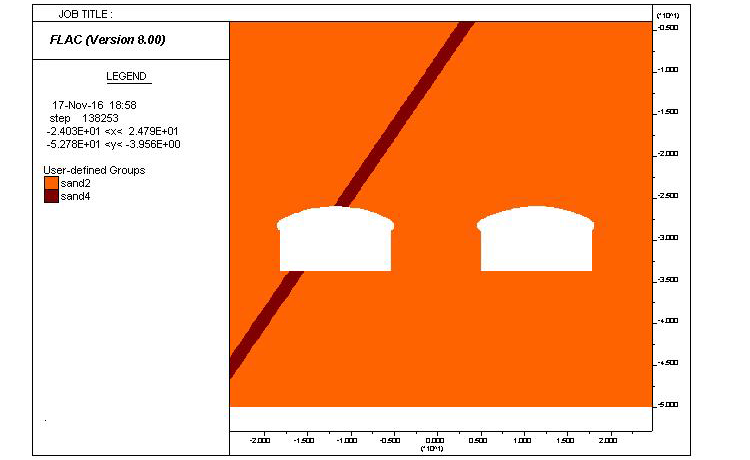 JOB TITLE :
FLAC (Version 8.00)
LEGEND
17-Nov-16 18:58
step 138253
-2.403E+01 <x< 2.479E+01
-5.278E+01 <y< -3.956E+00
User-defined Groups
sand2
sand4
(*10^1)
-0.500
-1.000
-1.500
-2.000
-2.500
-3.000
-3.500
-4.000
-4.500
-5.000
-2.000 -1.500 -1.000 -0.500 0.000 0.500 1.000 1.500 2.000
(*10^1)